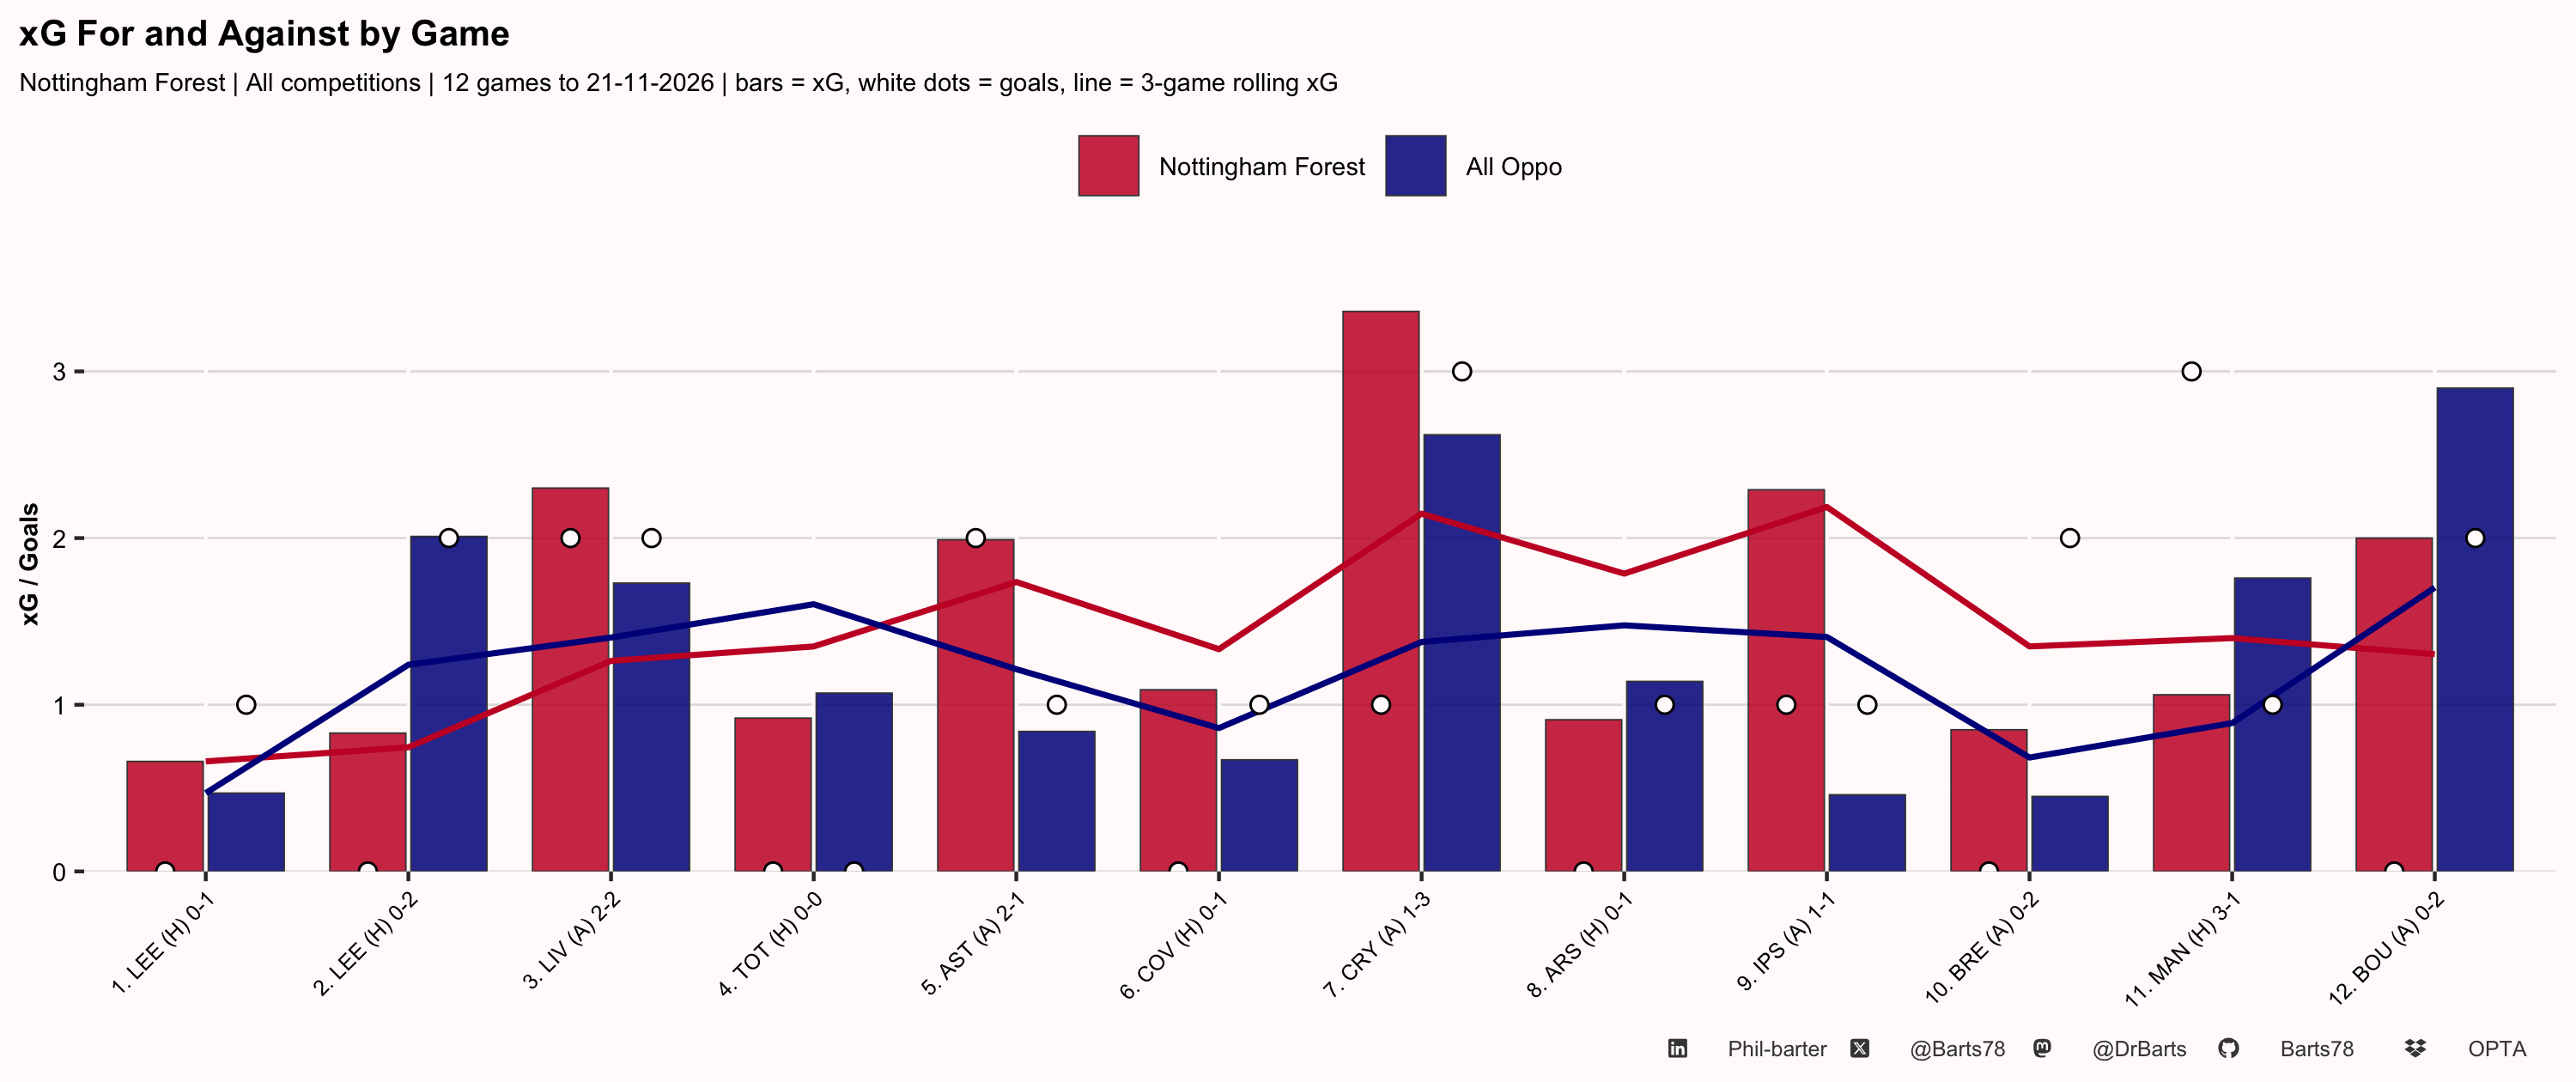 xG For and Against by Game
Nottingham Forest | All competitions | 12 games to 21-11-2026 | bars = xG, white dots = goals, line = 3-game rolling xG
Nottingham Forest
All Oppo
xG / Goals
3
2
1
0
1. LEE (H) 0-1
2. LEE (H) 0-2
3. LIV (A) 2-2
4. TOT (H) 0-0
5. AST (A) 2-1
6. COV (H) 0-1
7. CRY (A) 1-3
8. ARS (H) 0-1
9. IPS (A) 1-1
10. BRE (A) 0-2
11. MAN (H) 3-1
12. BOU (A) 0-2
Phil-barter @Barts78 @DrBarts Barts78 OPTA